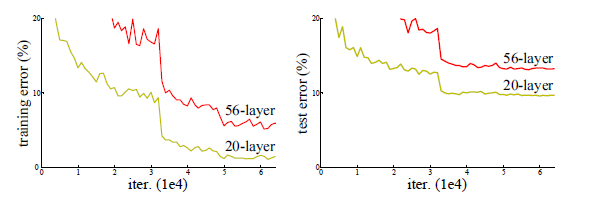 20
10
0
0 1 2 3 4 5 6
training error (%)
iter. (1e4)
56-layer
20-layer
20
10
0
0 1 2 3 4 5 6
test error (%)
iter. (1e4)
56-layer
20-layer